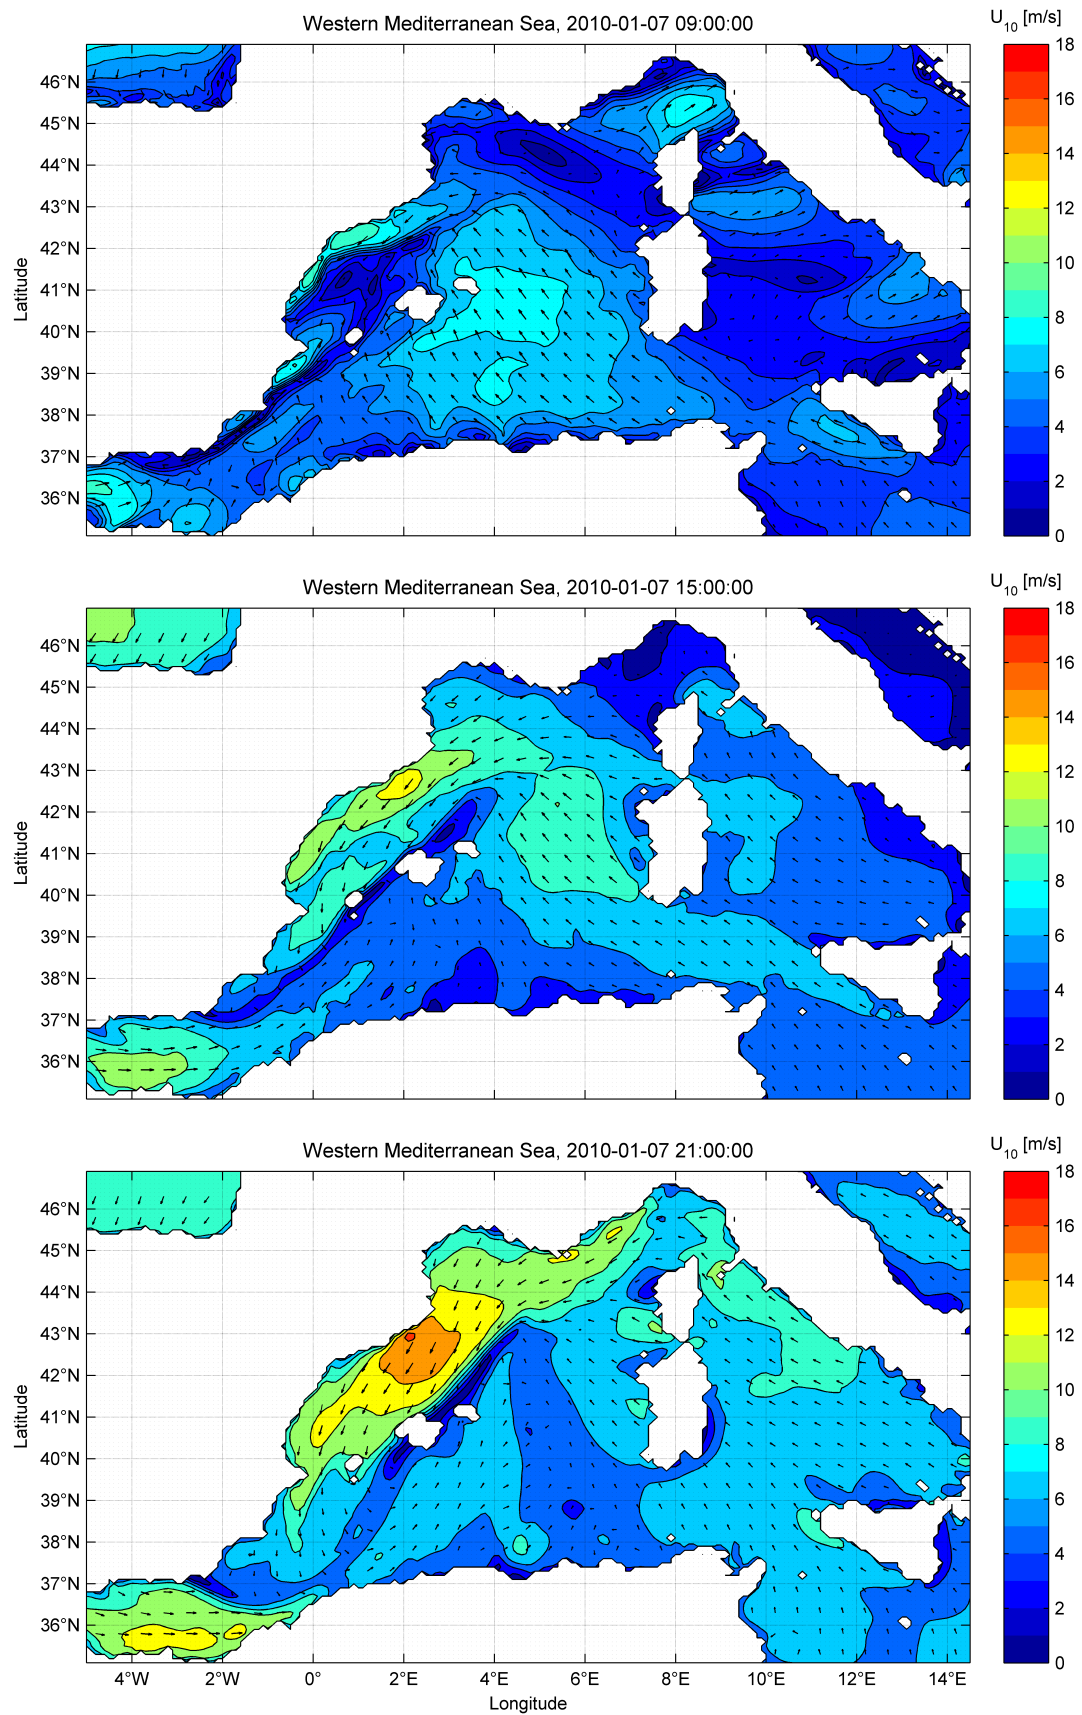 Western Mediterranean Sea, 2010-01-07 09:00:00
U10 [m/s]
46°N
45°N
44°N
43°N
42°N
41°N
40°N
39°N
38°N
37°N
36°N
Latitude
18
16
14
12
10
8
6
4
2
0
Western Mediterranean Sea, 2010-01-07 15:00:00
U10 [m/s]
46°N
45°N
44°N
43°N
42°N
41°N
40°N
39°N
38°N
37°N
36°N
Latitude
18
16
14
12
10
8
6
4
2
0
Western Mediterranean Sea, 2010-01-07 21:00:00
U10 [m/s]
46°N
45°N
44°N
43°N
42°N
41°N
40°N
39°N
38°N
37°N
36°N
Latitude
18
16
14
12
10
8
6
4
2
0
4°W 2°W 0° 2°E 4°E 6°E 8°E 10°E 12°E 14°E
Longitude